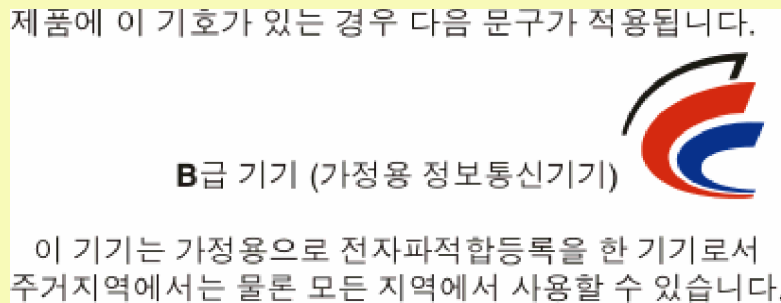 제품에 이 기호가 있는 경우 다음 문구가 적용됩니다.
B급 기기 (가정용 정보통신기기)
이 기기는 가정용으로 전자파적합등록을 한 기기로서
주거지역에서는 물론 모든 지역에서 사용할 수 있습니다.